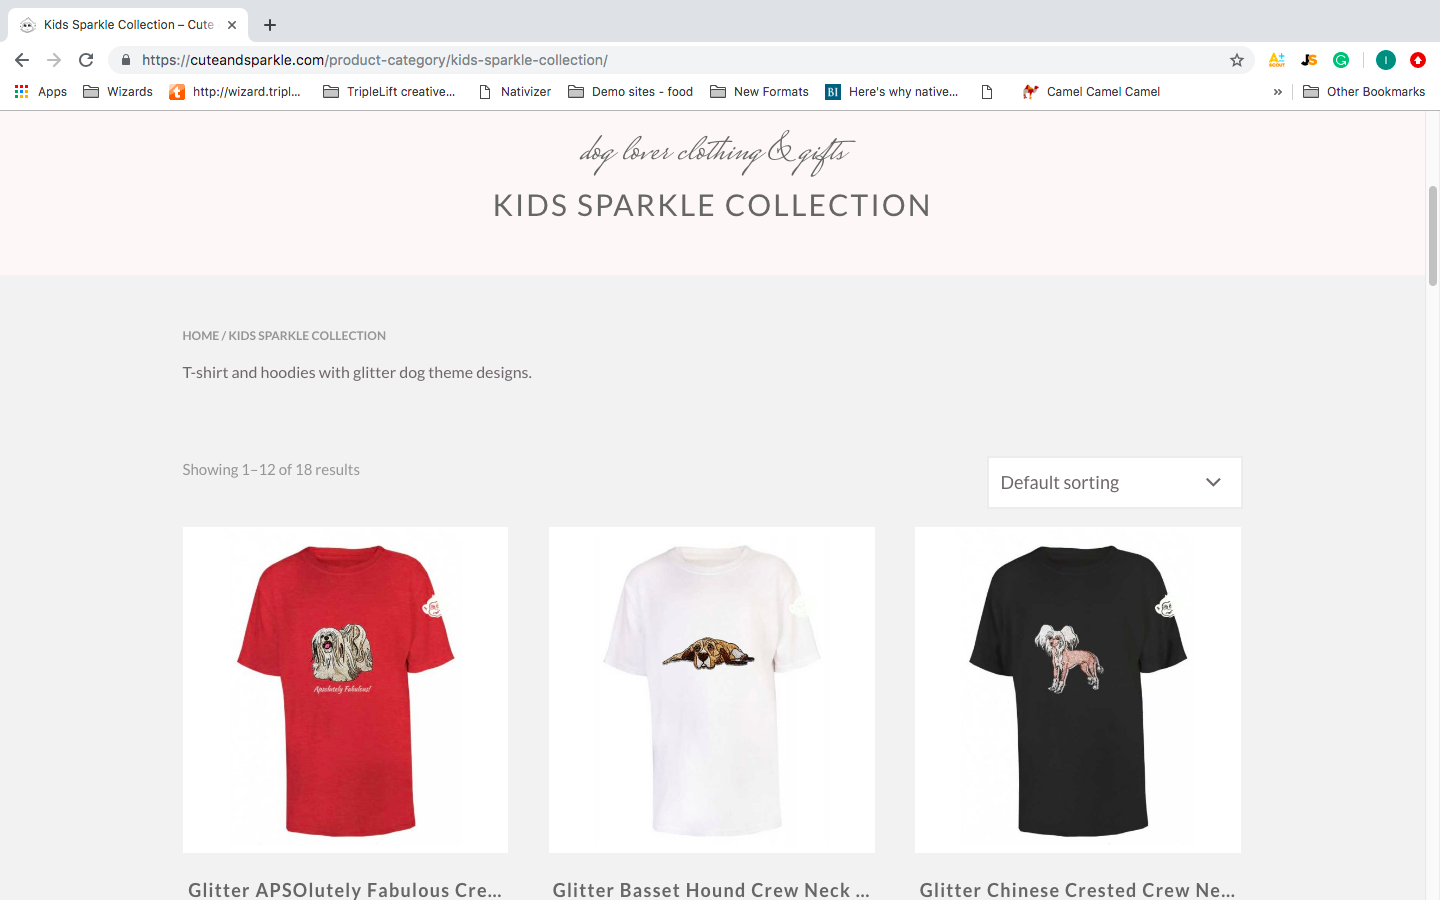 Kids Sparkle Collection – Cute
https://cuteandsparkle.com/product-category/kids-sparkle-collection/
Apps
Wizards
http://wizard.tripl...
TripleLift creative...
Nativizer
Demo sites - food
New Formats
BI
Here's why native...
Camel Camel Camel
»
Other Bookmarks
dog lover clothing & gifts
KIDS SPARKLE COLLECTION
HOME / KIDS SPARKLE COLLECTION
T-shirt and hoodies with glitter dog theme designs.
Showing 1–12 of 18 results
Default sorting
Apsolutely Fabulous!
Glitter APSOlutely Fabulous Cre...
Glitter Basset Hound Crew Neck ...
Glitter Chinese Crested Crew Ne...